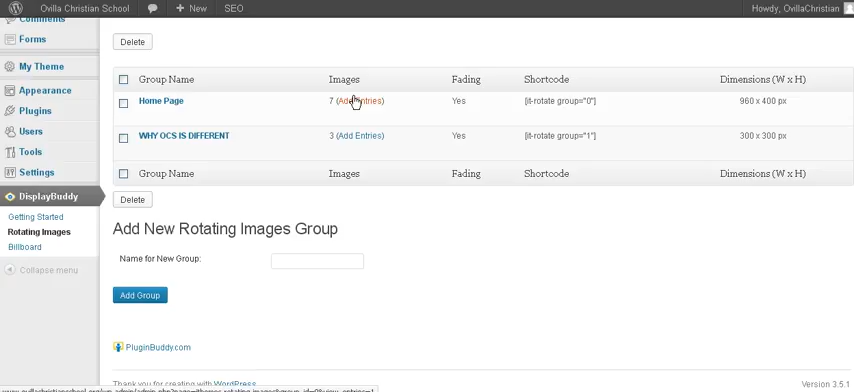 Ovilla Christian School + New SEO Howdy, OvillaChristian
Comments
Forms
My Theme
Appearance
Plugins
Users
Tools
Settings
DisplayBuddy
Getting Started
Rotating Images
Billboard
Collapse menu
Delete
Group Name Images Fading Shortcode Dimensions (W x H)
Home Page 7 (Add Entries) Yes [it-rotate group="0"] 960 x 400 px
WHY OCS IS DIFFERENT 3 (Add Entries) Yes [it-rotate group="1"] 300 x 300 px
Group Name Images Fading Shortcode Dimensions (W x H)
Delete
Add New Rotating Images Group
Name for New Group:
Add Group
PluginBuddy.com
Thank you for creating with WordPress. Version 3.5.1